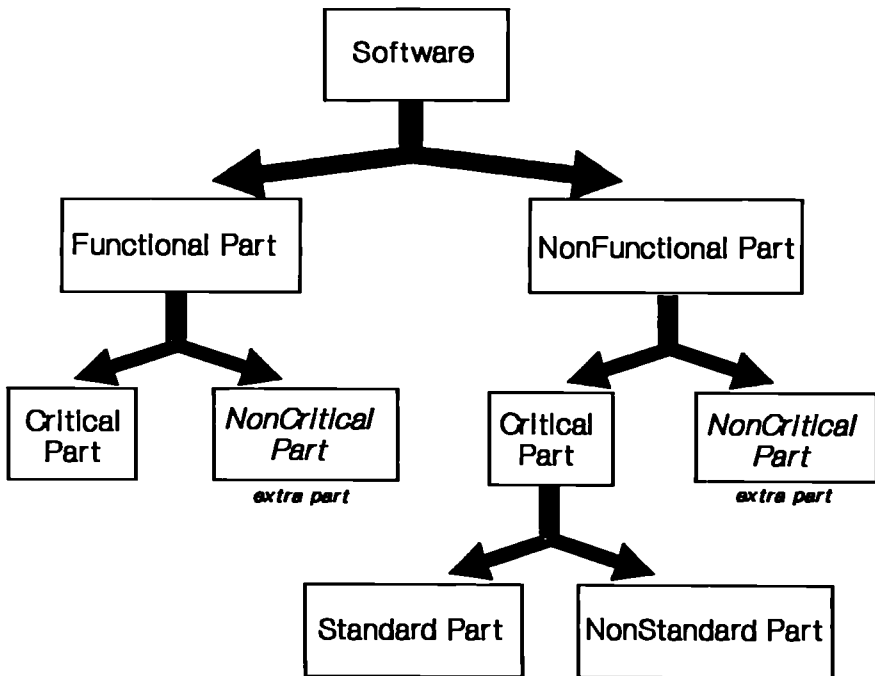 Software
Functional Part
NonFunctional Part
Critical
Part
NonCritical
Part
extra part
Critical
Part
NonCritical
Part
extra part
Standard Part
NonStandard Part